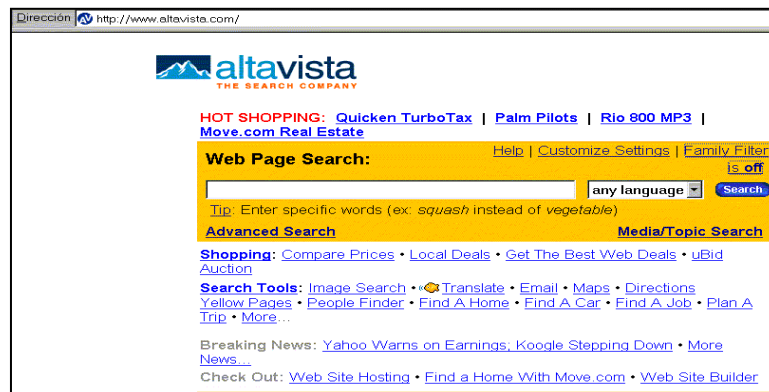 Dirección http://www.altavista.com/
altavista
THE SEARCH COMPANY
HOT SHOPPING: Quicken TurboTax | Palm Pilots | Rio 800 MP3 |
Move.com Real Estate
Help | Customize Settings | Family Filter
is off
Web Page Search:
any language Search
Tip: Enter specific words (ex: squash instead of vegetable)
Advanced Search Media/Topic Search
Shopping: Compare Prices • Local Deals • Get The Best Web Deals • uBid
Auction
Search Tools: Image Search • Translate • Email • Maps • Directions
Yellow Pages • People Finder • Find A Home • Find A Car • Find A Job • Plan A
Trip • More...
Breaking News: Yahoo Warns on Earnings; Koogle Stepping Down • More
News...
Check Out: Web Site Hosting • Find a Home With Move.com • Web Site Builder